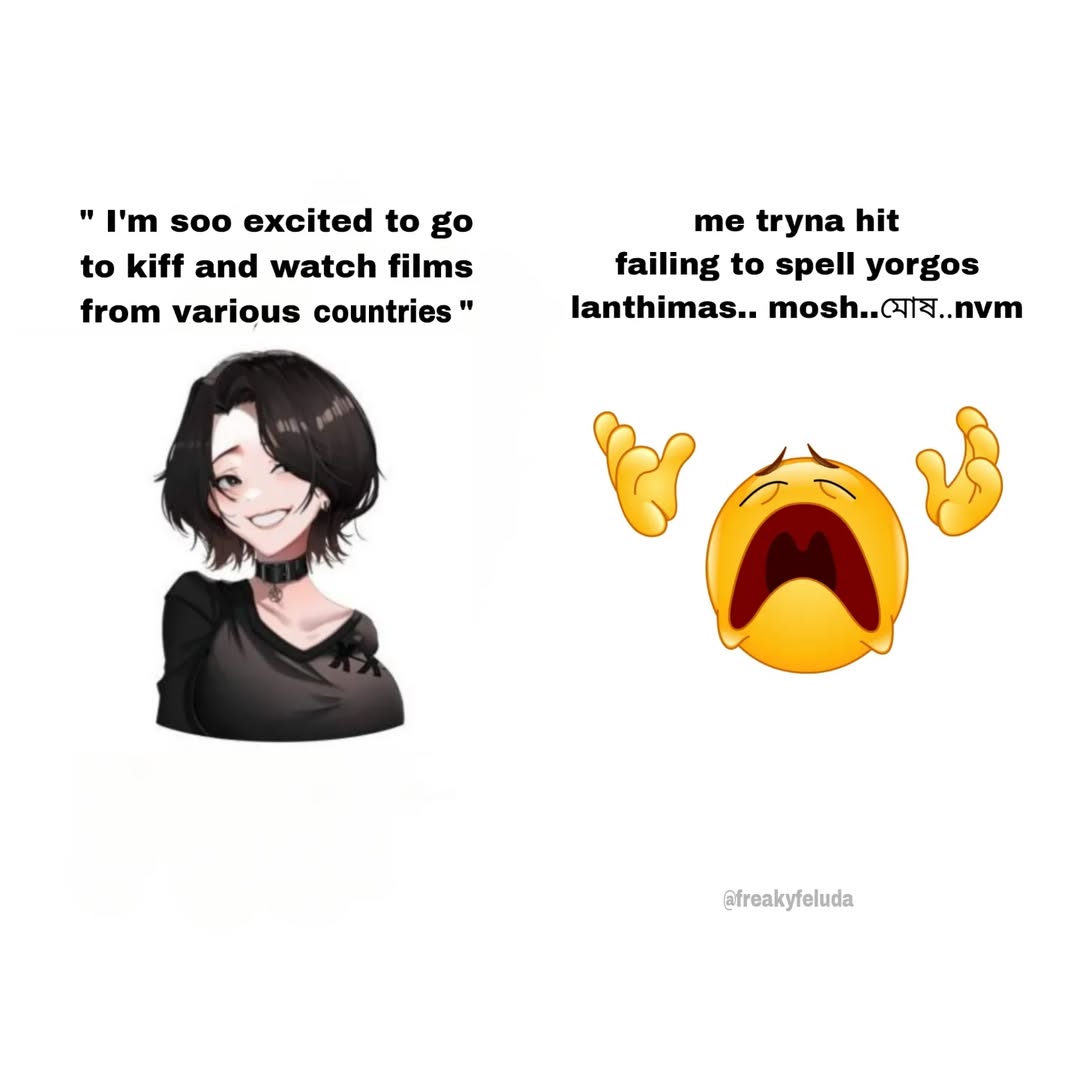 " I'm soo excited to go
to kiff and watch films
from various countries "
me tryna hit
failing to spell yorgos
lanthimas.. mosh..মোষ..nvm
@freakyfeluda